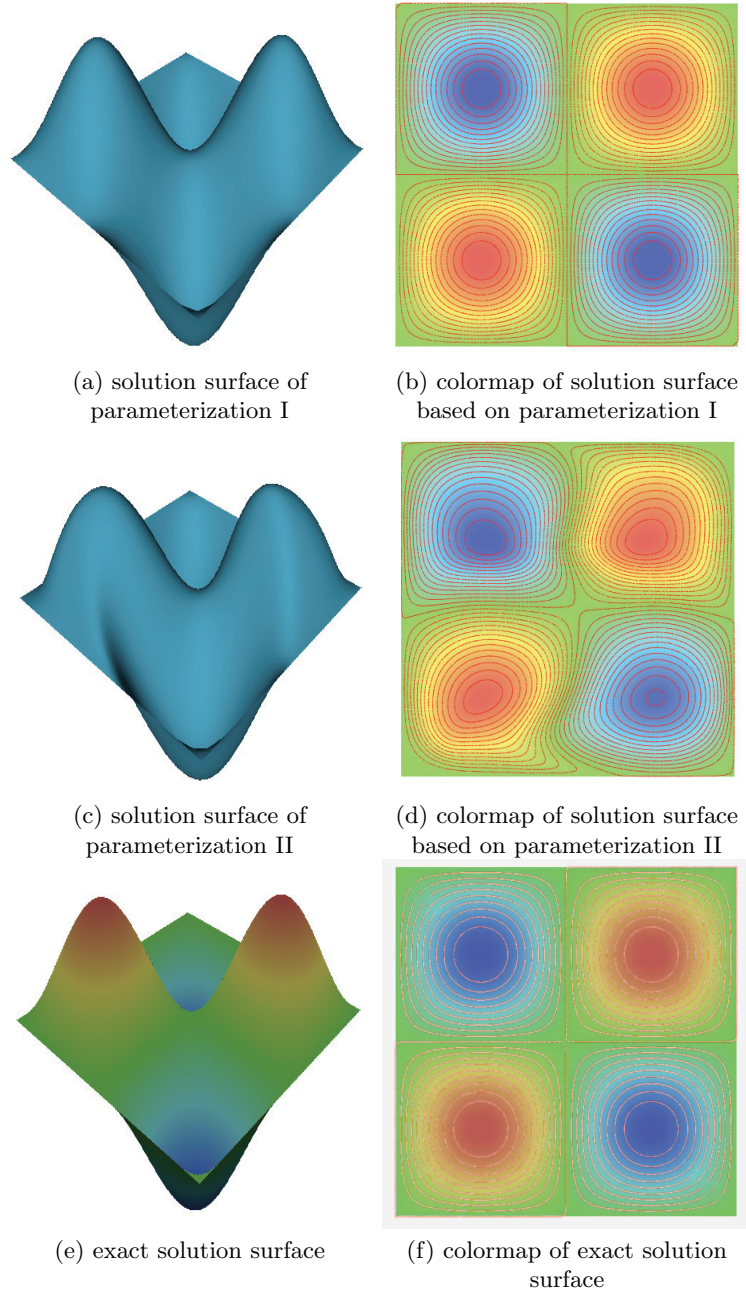 (a) solution surface of
parameterization I
(b) colormap of solution surface
based on parameterization I
(c) solution surface of
parameterization II
(d) colormap of solution surface
based on parameterization II
(e) exact solution surface
(f) colormap of exact solution
surface